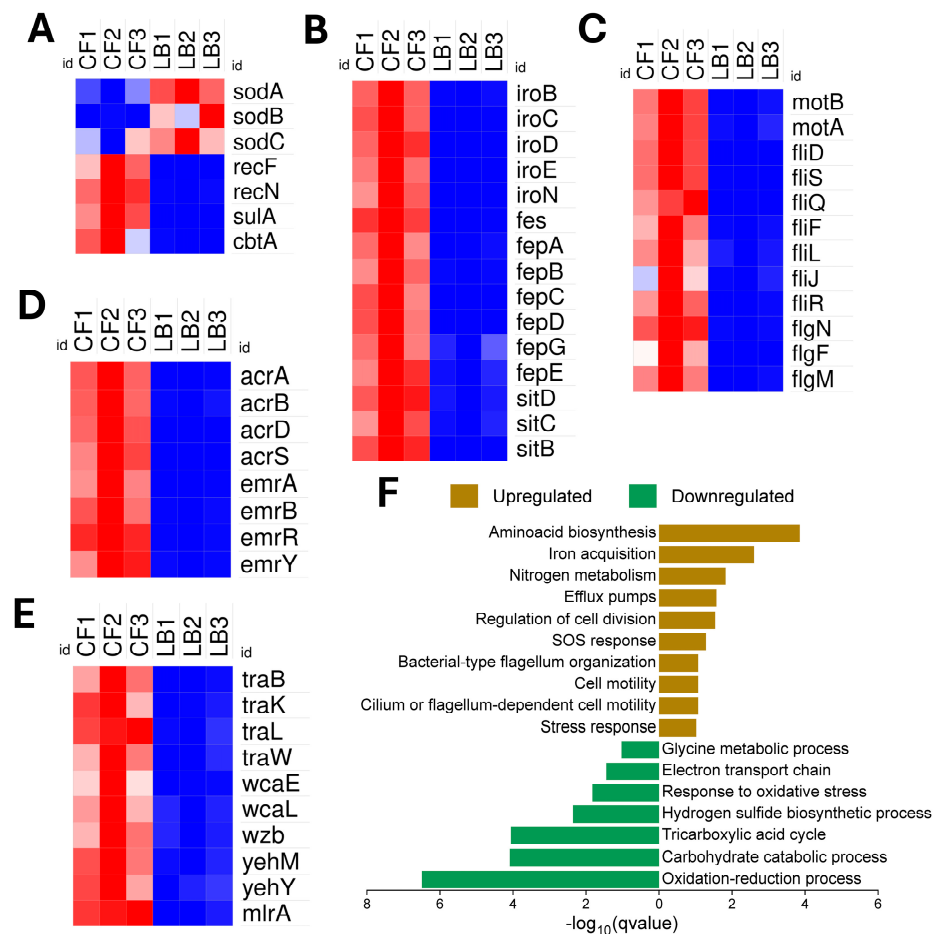 A
CF1 CF2 CF3 LB1 LB2 LB3
id id
sodA
sodB
sodC
recF
recN
sulA
cbtA
B
CF1 CF2 CF3 LB1 LB2 LB3
id id
iroB
iroC
iroD
iroE
iroN
fes
fepA
fepB
fepC
fepD
fepG
fepE
sitD
sitC
sitB
C
CF1 CF2 CF3 LB1 LB2 LB3
id id
motB
motA
fliD
fliS
fliQ
fliF
fliL
fliJ
fliR
flgN
flgF
flgM
D
CF1 CF2 CF3 LB1 LB2 LB3
id id
acrA
acrB
acrD
acrS
emrA
emrB
emrR
emrY
E
CF1 CF2 CF3 LB1 LB2 LB3
id id
traB
traK
traL
traW
wcaE
wcaL
wzb
yehM
yehY
mlrA
F
Upregulated Downregulated
Aminoacid biosynthesis
Iron acquisition
Nitrogen metabolism
Efflux pumps
Regulation of cell division
SOS response
Bacterial-type flagellum organization
Cell motility
Cilium or flagellum-dependent cell motility
Stress response
Glycine metabolic process
Electron transport chain
Response to oxidative stress
Hydrogen sulfide biosynthetic process
Tricarboxylic acid cycle
Carbohydrate catabolic process
Oxidation-reduction process
8 6 4 2 0 2 4 6
-log10(qvalue)